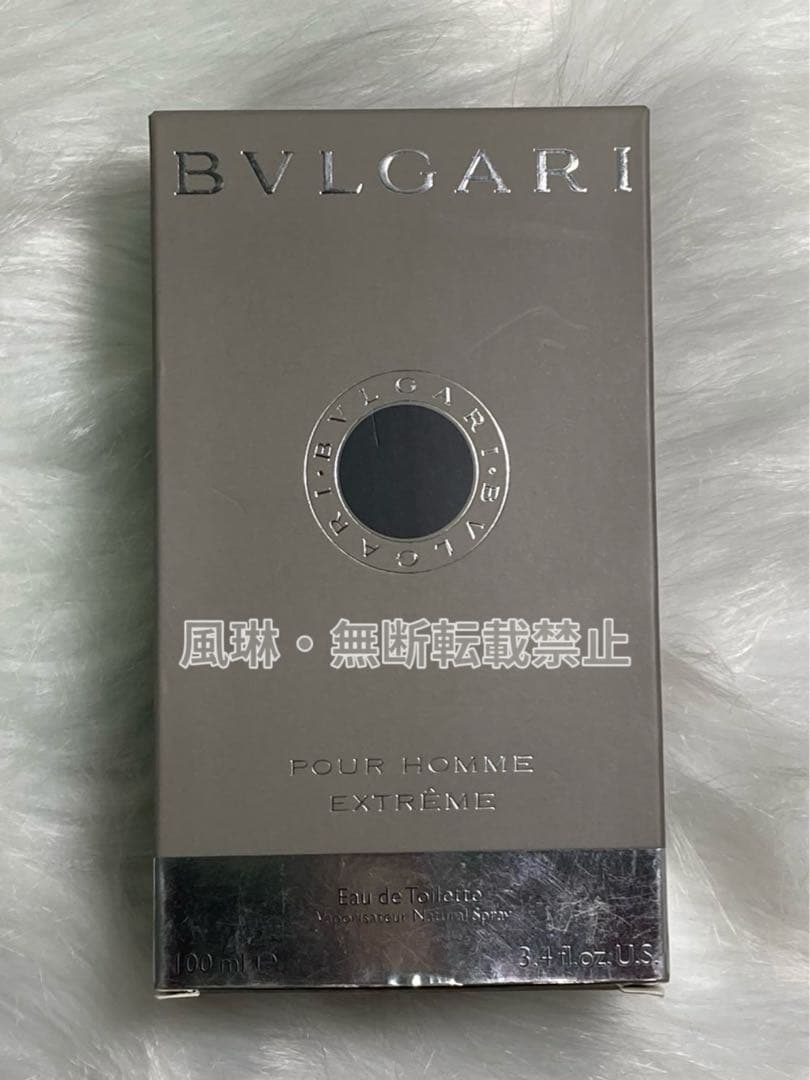 BVLGARI
BVLGARI · BVLGARI ·
風琳・無断転載禁止
POUR HOMME
EXTRÊME
Eau de Toilette
Vaporisateur Natural Spray
100 ml ℮
3.4 fl.oz. U.S.